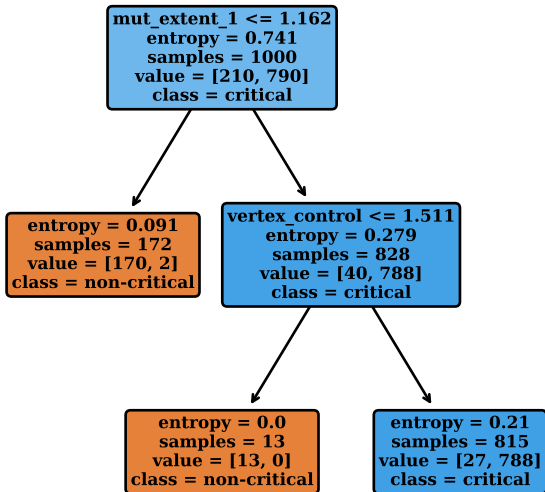 mut_extent_1 <= 1.162
entropy = 0.741
samples = 1000
value = [210, 790]
class = critical
entropy = 0.091
samples = 172
value = [170, 2]
class = non-critical
vertex_control <= 1.511
entropy = 0.279
samples = 828
value = [40, 788]
class = critical
entropy = 0.0
samples = 13
value = [13, 0]
class = non-critical
entropy = 0.21
samples = 815
value = [27, 788]
class = critical